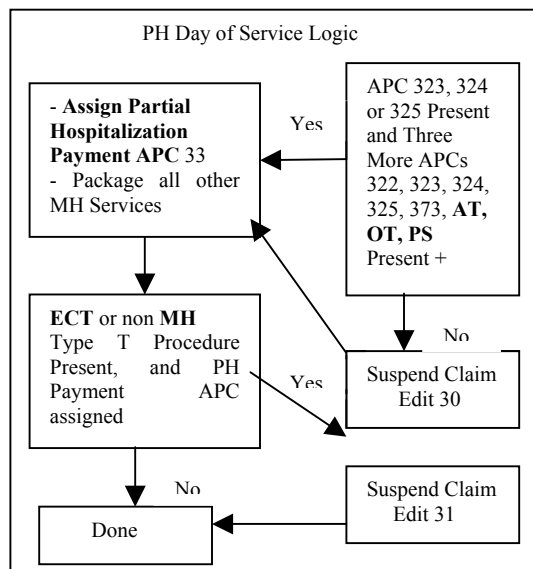 PH Day of Service Logic
- Assign Partial
Hospitalization
Payment APC 33
- Package all other
MH Services
Yes
APC 323, 324
or 325 Present
and Three
More APCs
322, 323, 324,
325, 373, AT,
OT, PS
Present +
No
ECT or non MH
Type T Procedure
Present, and PH
Payment APC
assigned
Yes
Suspend Claim
Edit 30
No
Done
Suspend Claim
Edit 31